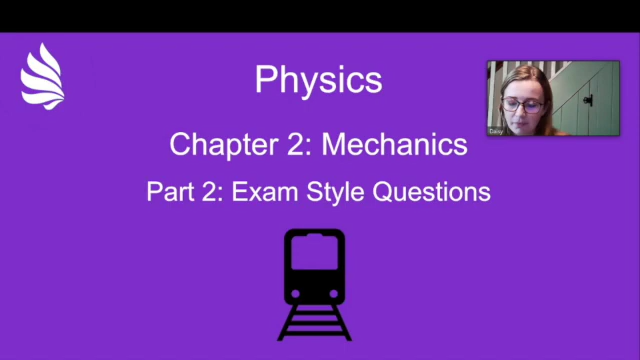 Physics
Chapter 2: Mechanics
Part 2: Exam Style Questions
Daisy